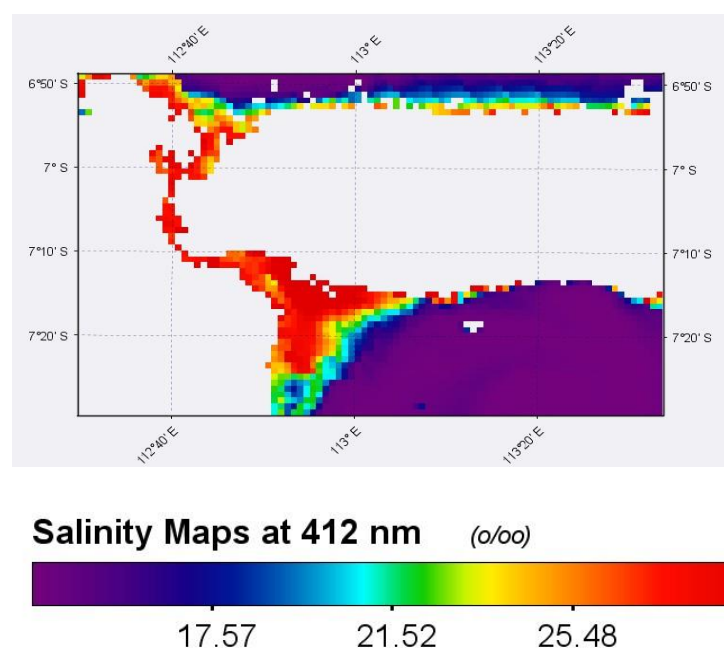 112°40' E 113° E 113°20' E
6°50' S 6°50' S
7° S 7° S
7°10' S 7°10' S
7°20' S 7°20' S
112°40' E 113° E 113°20' E
Salinity Maps at 412 nm (o/oo)
17.57 21.52 25.48